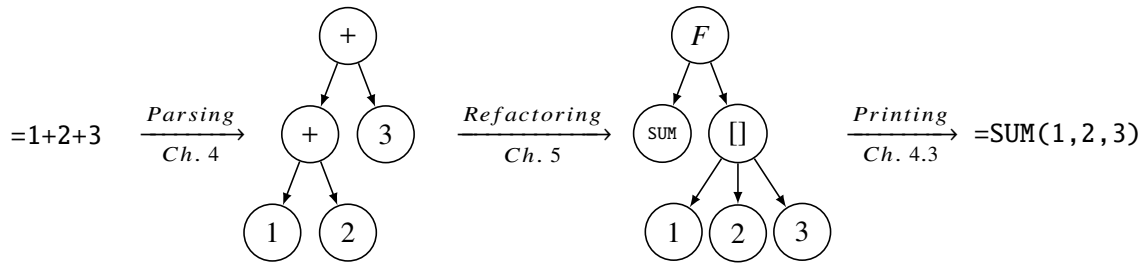 +
F
=1+2+3
Parsing
Ch. 4
+
3
Refactoring
Ch. 5
SUM
[]
Printing
Ch. 4.3
=SUM(1,2,3)
1
2
1
2
3